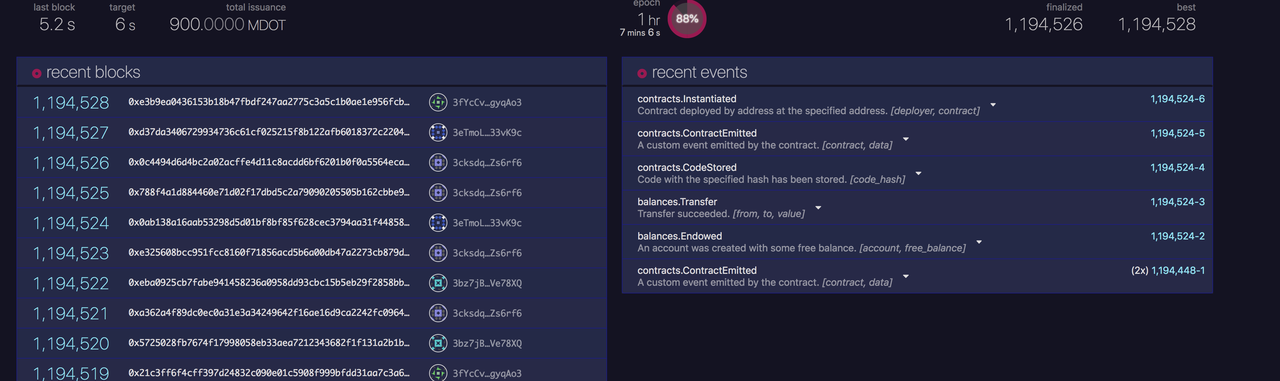 last block
5.2 s
target
6 s
total issuance
900.0000 MDOT
epoch
1 hr
7 mins 6 s
88%
finalized
1,194,526
best
1,194,528
recent blocks
1,194,528 0xe3b9ea0436153b18b47fbdf247aa2775c3a5c1b0ae1e956fcb… 3fYcCv…gyqAo3
1,194,527 0xd37da3406729934736c61cf025215f8b122afb6018372c2204… 3eTmoL…33vK9c
1,194,526 0x0c4494d6d4bc2a02acffe4d11c8acdd6bf6201b0f0a5564eca… 3cksdq…Zs6rf6
1,194,525 0x788f4a1d884460e71d02f17dbd5c2a79090205505b162cbbe9… 3cksdq…Zs6rf6
1,194,524 0x0ab138a16aab53298d5d01bf8bf85f628cec3794aa31f44858… 3eTmoL…33vK9c
1,194,523 0xe325608bcc951fcc8160f71856acd5b6a00db47a2273cb879d… 3cksdq…Zs6rf6
1,194,522 0xeba0925cb7fabe941458236a0958dd93cbc15b5eb29f2858bb… 3bz7jB…Ve78XQ
1,194,521 0xa362a4f89dc0ec0a31e3a34249642f16ae16d9ca2242fc0964… 3cksdq…Zs6rf6
1,194,520 0x5725028fb7674f17998058eb33aea7212343682f1f131a2b1b… 3bz7jB…Ve78XQ
1,194,519 0x21c3ff6f4cff397d24832c090e01c5908f999bfdd31aa7c3a6… 3fYcCv…gyqAo3
recent events
contracts.Instantiated 1,194,524-6
Contract deployed by address at the specified address. [deployer, contract]
contracts.ContractEmitted 1,194,524-5
A custom event emitted by the contract. [contract, data]
contracts.CodeStored 1,194,524-4
Code with the specified hash has been stored. [code_hash]
balances.Transfer 1,194,524-3
Transfer succeeded. [from, to, value]
balances.Endowed 1,194,524-2
An account was created with some free balance. [account, free_balance]
contracts.ContractEmitted (2x) 1,194,448-1
A custom event emitted by the contract. [contract, data]